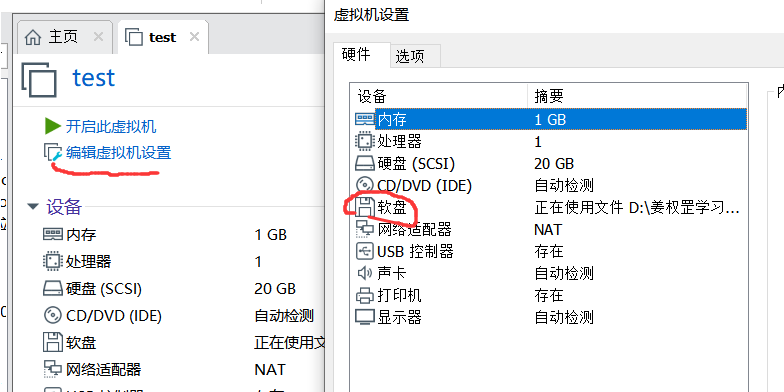 主页
test
test
开启此虚拟机
编辑虚拟机设置
设备
内存 1 GB
处理器 1
硬盘 (SCSI) 20 GB
CD/DVD (IDE) 自动检测
软盘 正在使用文
网络适配器 NAT
虚拟机设置
硬件 选项
设备 摘要
内存 1 GB
处理器 1
硬盘 (SCSI) 20 GB
CD/DVD (IDE) 自动检测
软盘 正在使用文件 D:\姜权罡学习...
网络适配器 NAT
USB 控制器 存在
声卡 自动检测
打印机 存在
显示器 自动检测